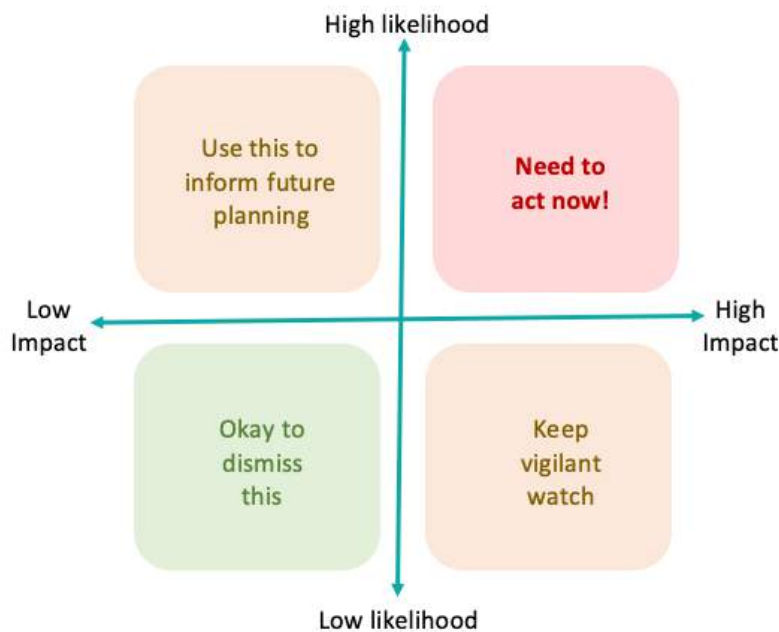 High likelihood
Use this to
inform future
planning
Need to
act now!
Low
Impact
High
Impact
Okay to
dismiss
this
Keep
vigilant
watch
Low likelihood